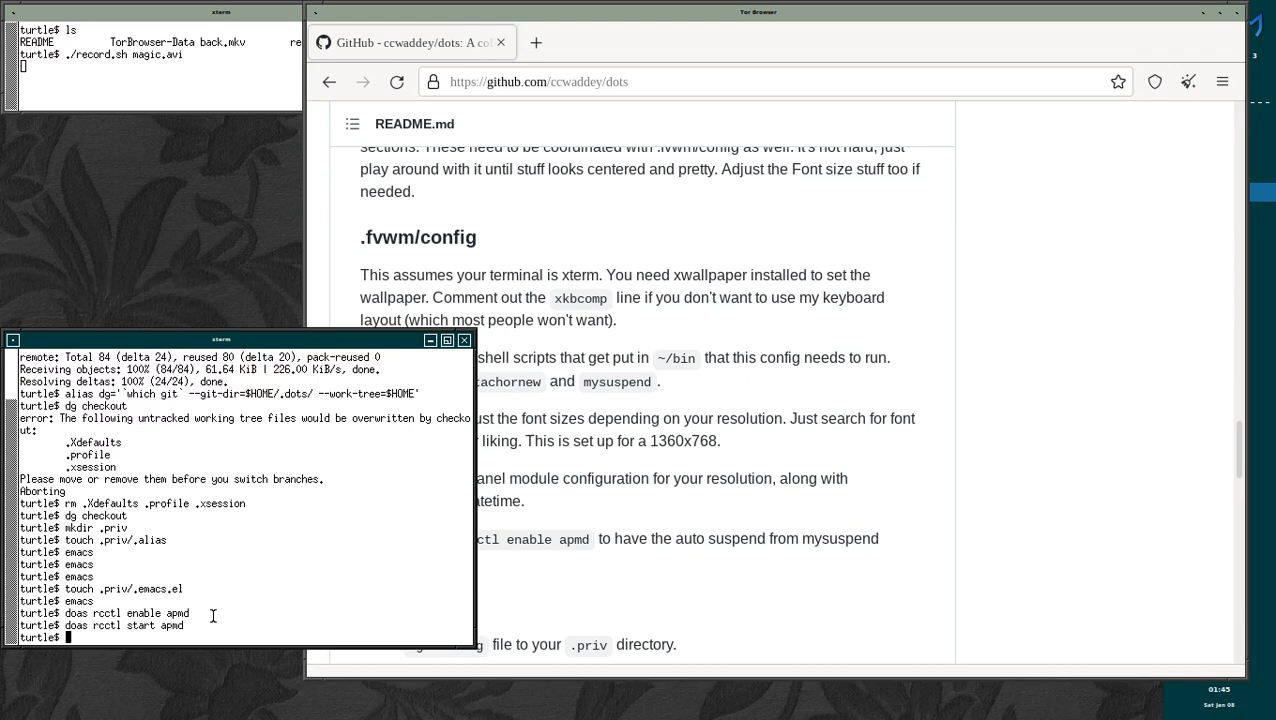 xterm
turtle$ ls
README      TorBrowser-Data back.mkv      re
turtle$ ./record.sh magic.avi
Tor Browser
GitHub - ccwaddey/dots: A col
https://github.com/ccwaddey/dots
README.md
sections. These need to be coordinated with .fvwm/config as well. It's not hard, just
play around with it until stuff looks centered and pretty. Adjust the Font size stuff too if
needed.
.fvwm/config
This assumes your terminal is xterm. You need xwallpaper installed to set the
wallpaper. Comment out the xkbcomp line if you don't want to use my keyboard
layout (which most people won't want).
shell scripts that get put in ~/bin that this config needs to run.
tachornew and mysuspend.
ust the font sizes depending on your resolution. Just search for font
liking. This is set up for a 1360x768.
anel module configuration for your resolution, along with
atetime.
ctl enable apmd to have the auto suspend from mysuspend
file to your .priv directory.
xterm
remote: Total 84 (delta 24), reused 80 (delta 20), pack-reused 0
Receiving objects: 100% (84/84), 61.64 KiB | 226.00 KiB/s, done.
Resolving deltas: 100% (24/24), done.
turtle$ alias dg='`which git` --git-dir=$HOME/.dots/ --work-tree=$HOME'
turtle$ dg checkout
error: The following untracked working tree files would be overwritten by checko
ut:
.Xdefaults
.profile
.xsession
Please move or remove them before you switch branches.
Aborting
turtle$ rm .Xdefaults .profile .xsession
turtle$ dg checkout
turtle$ mkdir .priv
turtle$ touch .priv/.alias
turtle$ emacs
turtle$ emacs
turtle$ emacs
turtle$ touch .priv/.emacs.el
turtle$ emacs
turtle$ doas rcctl enable apmd
turtle$ doas rcctl start apmd
turtle$
3
01:45
Sat Jan 08